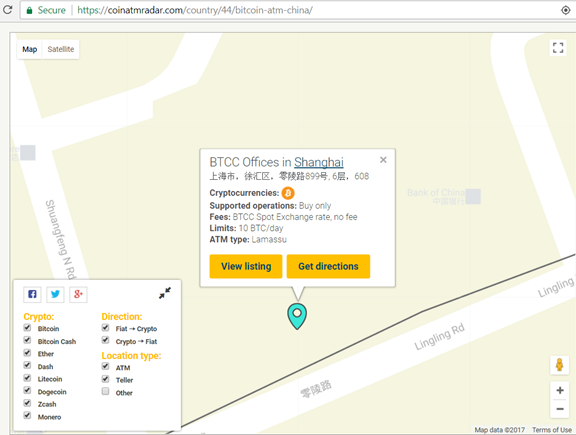 Secure
https://coinatmradar.com/country/44/bitcoin-atm-china/
Map
Satellite
BTCC Offices in Shanghai
上海市，徐汇区，零陵路899号, 6层，608
Cryptocurrencies:
Supported operations: Buy only
Fees: BTCC Spot Exchange rate, no fee
Limits: 10 BTC/day
ATM type: Lamassu
View listing
Get directions
Bank of China
中国银行
Shuangfeng N Rd
Lingling Rd
Lingling
零陵路
Crypto:
Bitcoin
Bitcoin Cash
Ether
Dash
Litecoin
Dogecoin
Zcash
Monero
Direction:
Fiat → Crypto
Crypto → Fiat
Location type:
ATM
Teller
Other
Map data ©2017
Terms of Use